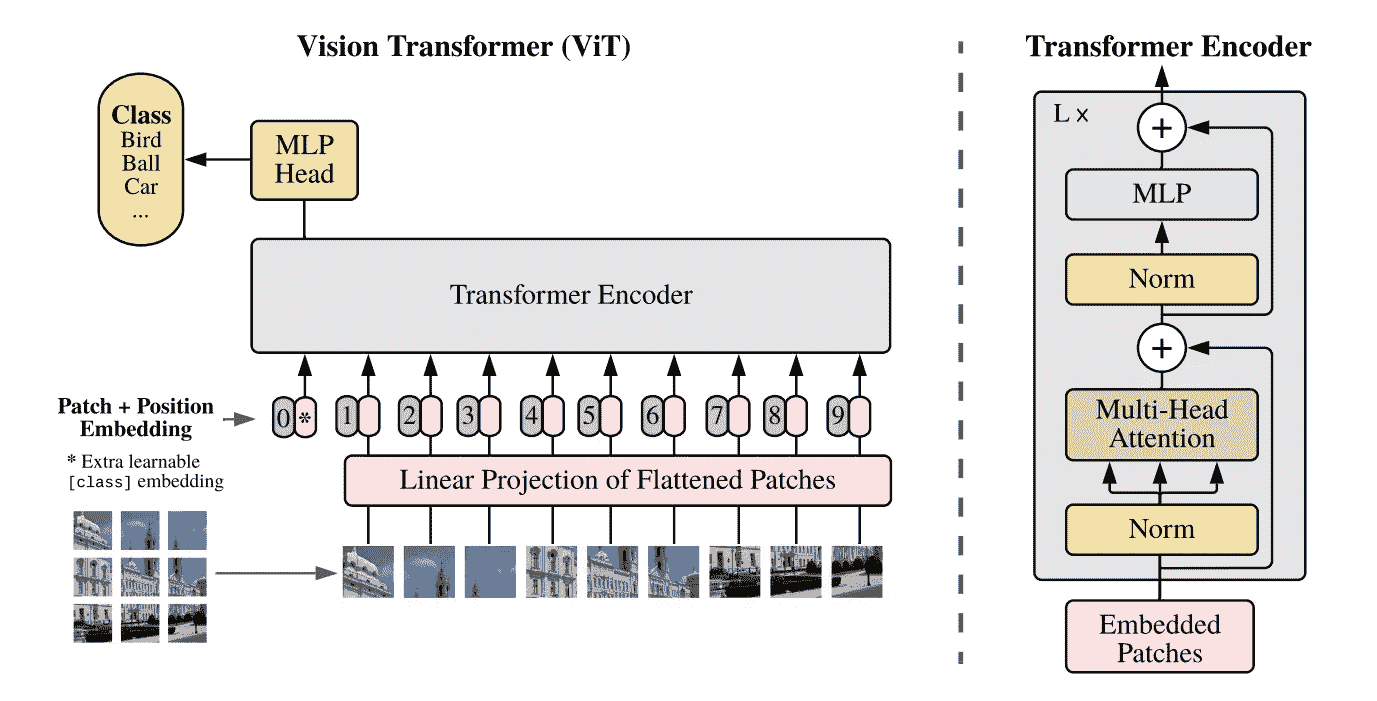 Vision Transformer (ViT)
Class
Bird
Ball
Car
...
MLP
Head
Transformer Encoder
Patch + Position
Embedding
* Extra learnable
[class] embedding
0 * 1 2 3 4 5 6 7 8 9
Linear Projection of Flattened Patches
Transformer Encoder
L x
+
MLP
Norm
+
Multi-Head
Attention
Norm
Embedded
Patches